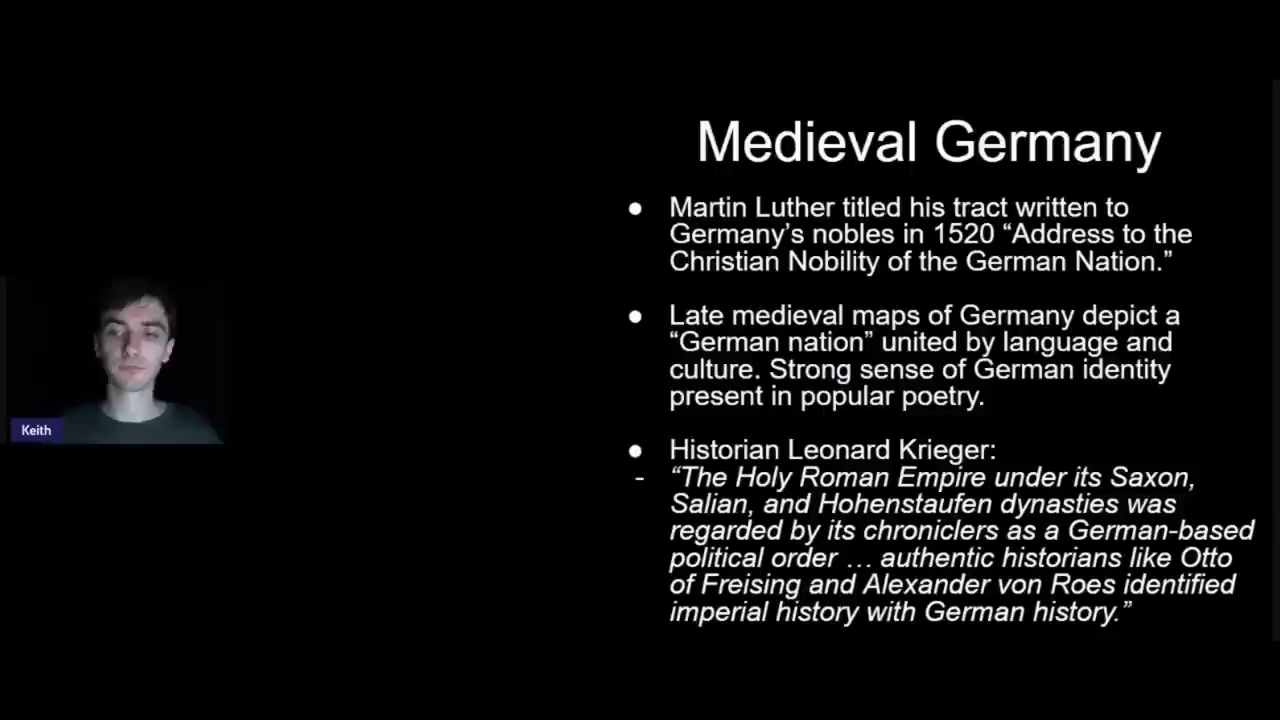 Medieval Germany
● Martin Luther titled his tract written to
Germany’s nobles in 1520 “Address to the
Christian Nobility of the German Nation.”
● Late medieval maps of Germany depict a
“German nation” united by language and
culture. Strong sense of German identity
present in popular poetry.
● Historian Leonard Krieger:
- “The Holy Roman Empire under its Saxon,
Salian, and Hohenstaufen dynasties was
regarded by its chroniclers as a German-based
political order … authentic historians like Otto
of Freising and Alexander von Roes identified
imperial history with German history.”
Keith